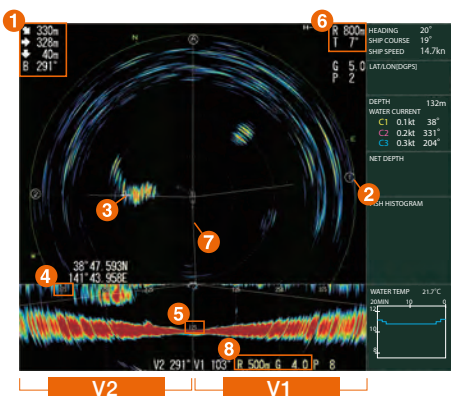 1
↘ 330m
➡ 328m
⬇ 40m
B 291°
N
6
R 800m
T 7°
G 5.0
P 2
HEADING 20°
SHIP COURSE 19°
SHIP SPEED 14.7kn
LAT/LON[DGPS]
DEPTH 132m
WATER CURRENT
C1 0.1kt 38°
C2 0.2kt 331°
C3 0.3kt 204°
NET DEPTH
E
2
3
FISH HISTOGRAM
7
38°47.593N
141°43.958E
4
5
WATER TEMP 21.7°C
20MIN 10 0
12
10
8
8
V2 291° V1 103° R 500m G 4.0 P 8
V2 V1